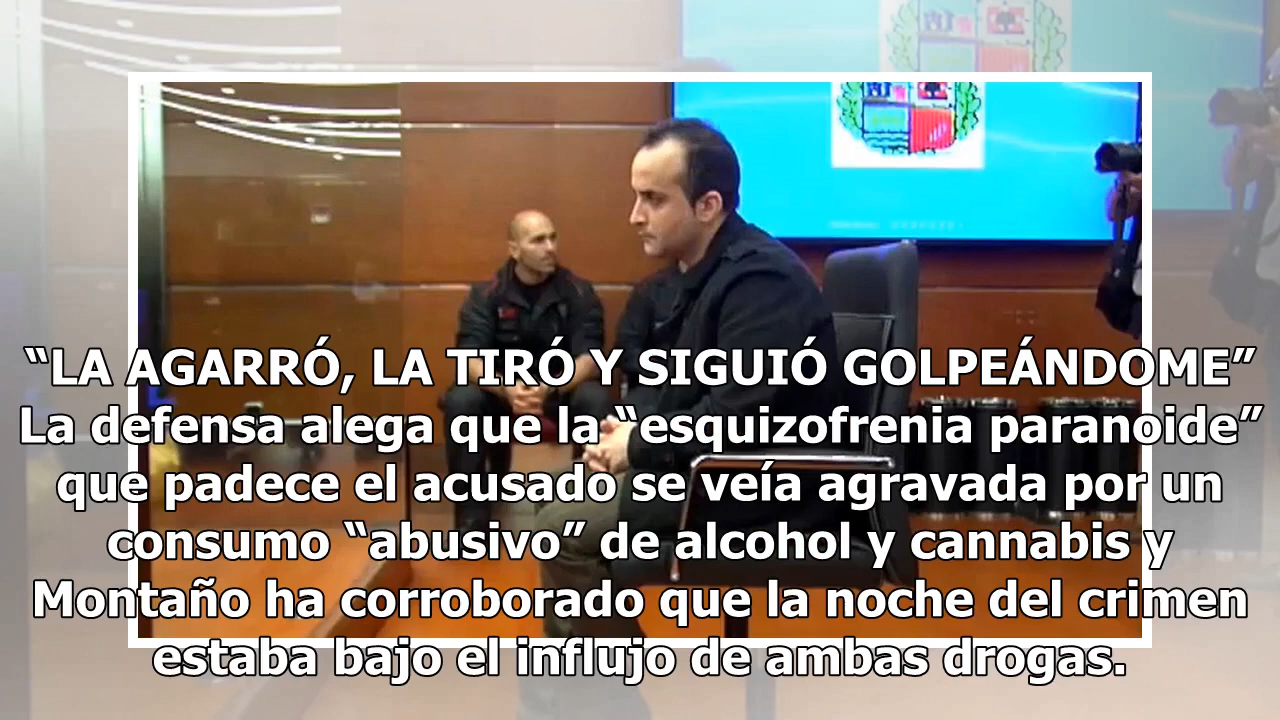 “LA AGARRÓ, LA TIRÓ Y SIGUIÓ GOLPEÁNDOME”
La defensa alega que la “esquizofrenia paranoide”
que padece el acusado se veía agravada por un
consumo “abusivo” de alcohol y cannabis y
Montaño ha corroborado que la noche del crimen
estaba bajo el influjo de ambas drogas.